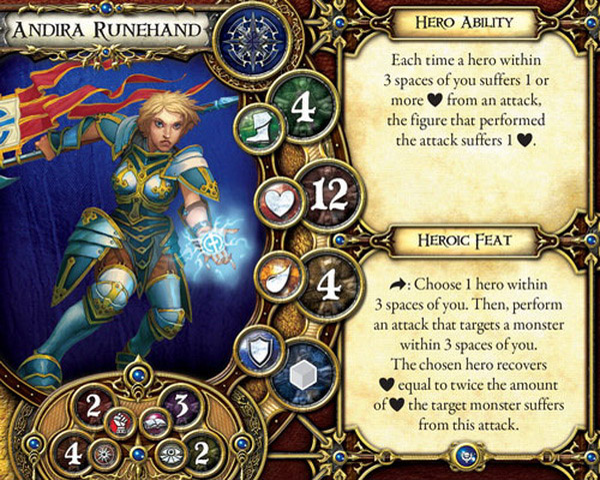 Andira Runehand
4
12
4
2
3
4
2
Hero Ability
Each time a hero within
3 spaces of you suffers 1 or
more ♥ from an attack,
the figure that performed
the attack suffers 1 ♥.
Heroic Feat
: Choose 1 hero within
3 spaces of you. Then, perform
an attack that targets a monster
within 3 spaces of you.
The chosen hero recovers
♥ equal to twice the amount
of ♥ the target monster suffers
from this attack.